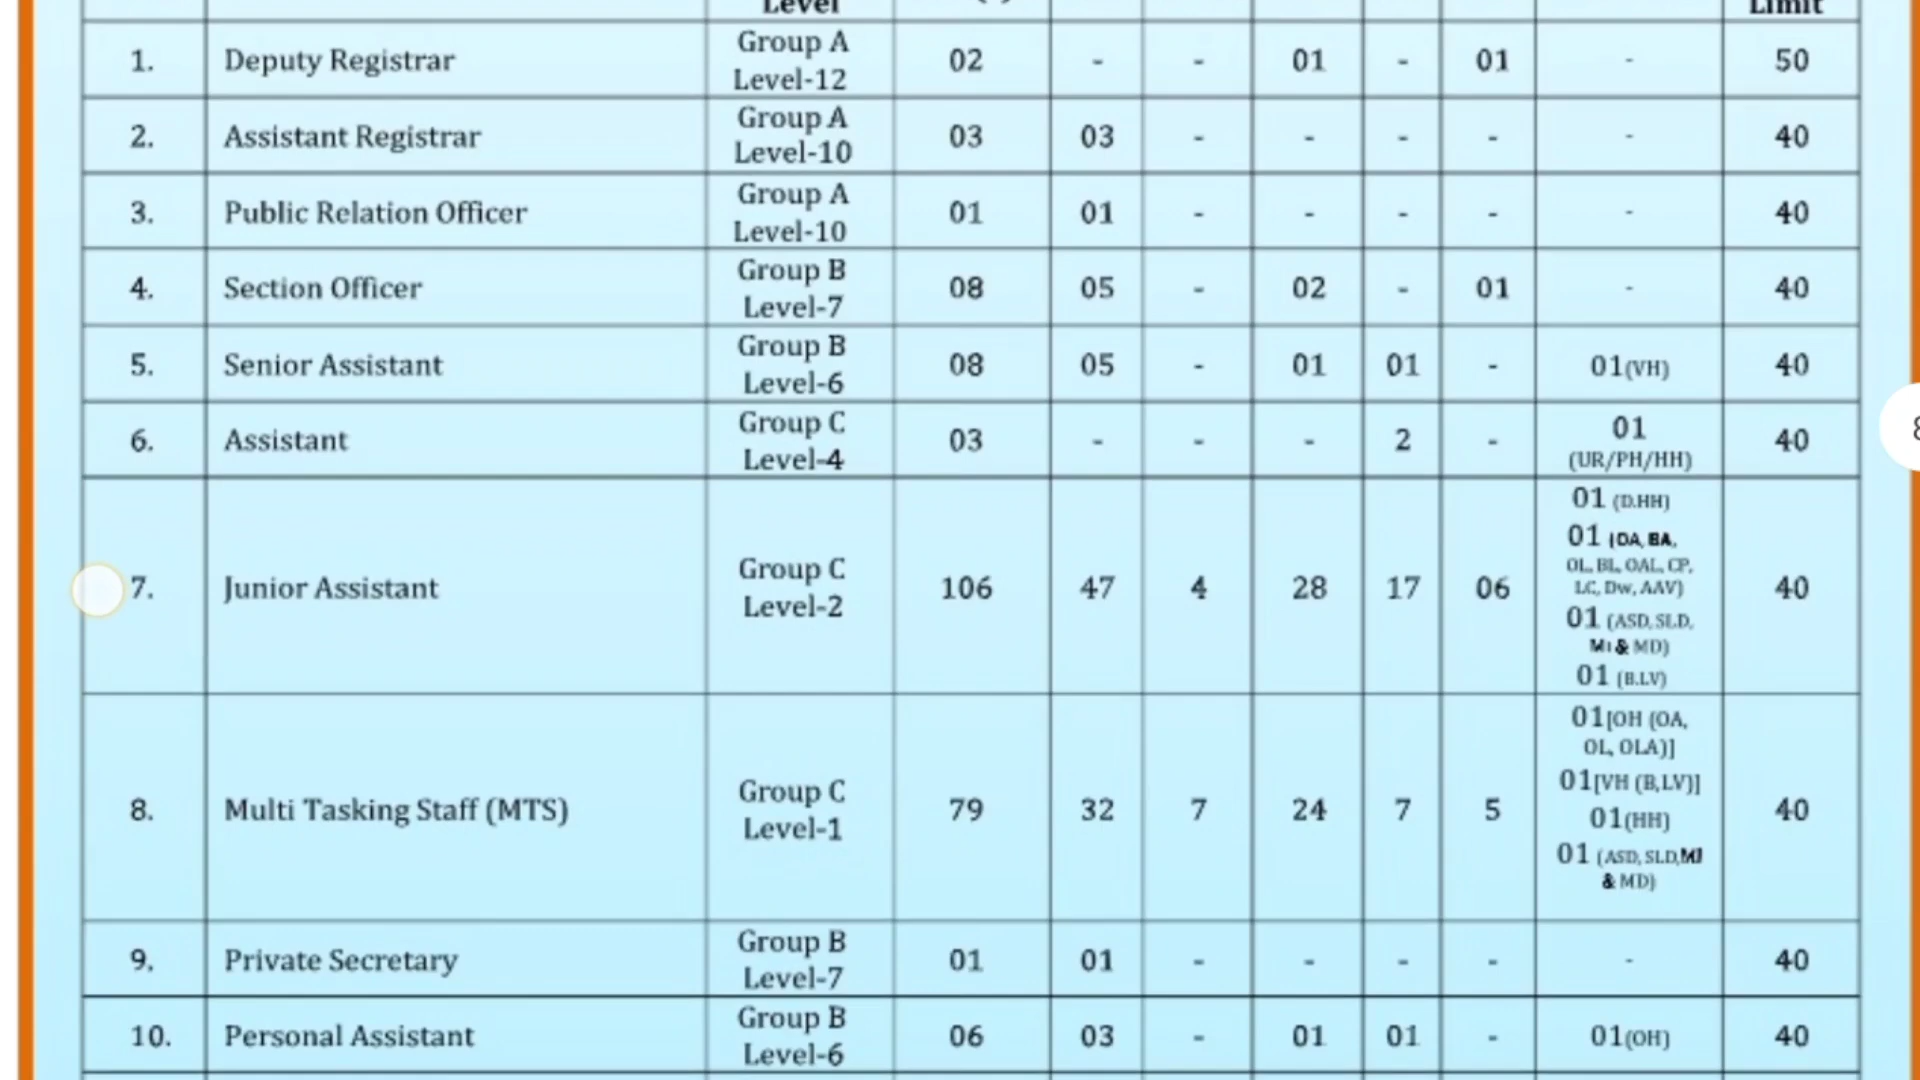 Level
Limit
1. Deputy Registrar Group A Level-12 02 - - 01 - 01 - 50
2. Assistant Registrar Group A Level-10 03 03 - - - - - 40
3. Public Relation Officer Group A Level-10 01 01 - - - - - 40
4. Section Officer Group B Level-7 08 05 - 02 - 01 - 40
5. Senior Assistant Group B Level-6 08 05 - 01 01 - 01(VH) 40
6. Assistant Group C Level-4 03 - - - 2 - 01 (UR/PH/HH) 40
7. Junior Assistant Group C Level-2 106 47 4 28 17 06 01 (D.HH)
01 (OA, BA,
OL, BL, OAL, CP,
LC, Dw, AAV)
01 (ASD, SLD,
MI & MD)
01 (B.LV)
40
8. Multi Tasking Staff (MTS) Group C Level-1 79 32 7 24 7 5 01[OH (OA,
OL, OLA)]
01[VH (B,LV)]
01(HH)
01 (ASD, SLD,MI
& MD)
40
9. Private Secretary Group B Level-7 01 01 - - - - - 40
10. Personal Assistant Group B Level-6 06 03 - 01 01 - 01(OH) 40